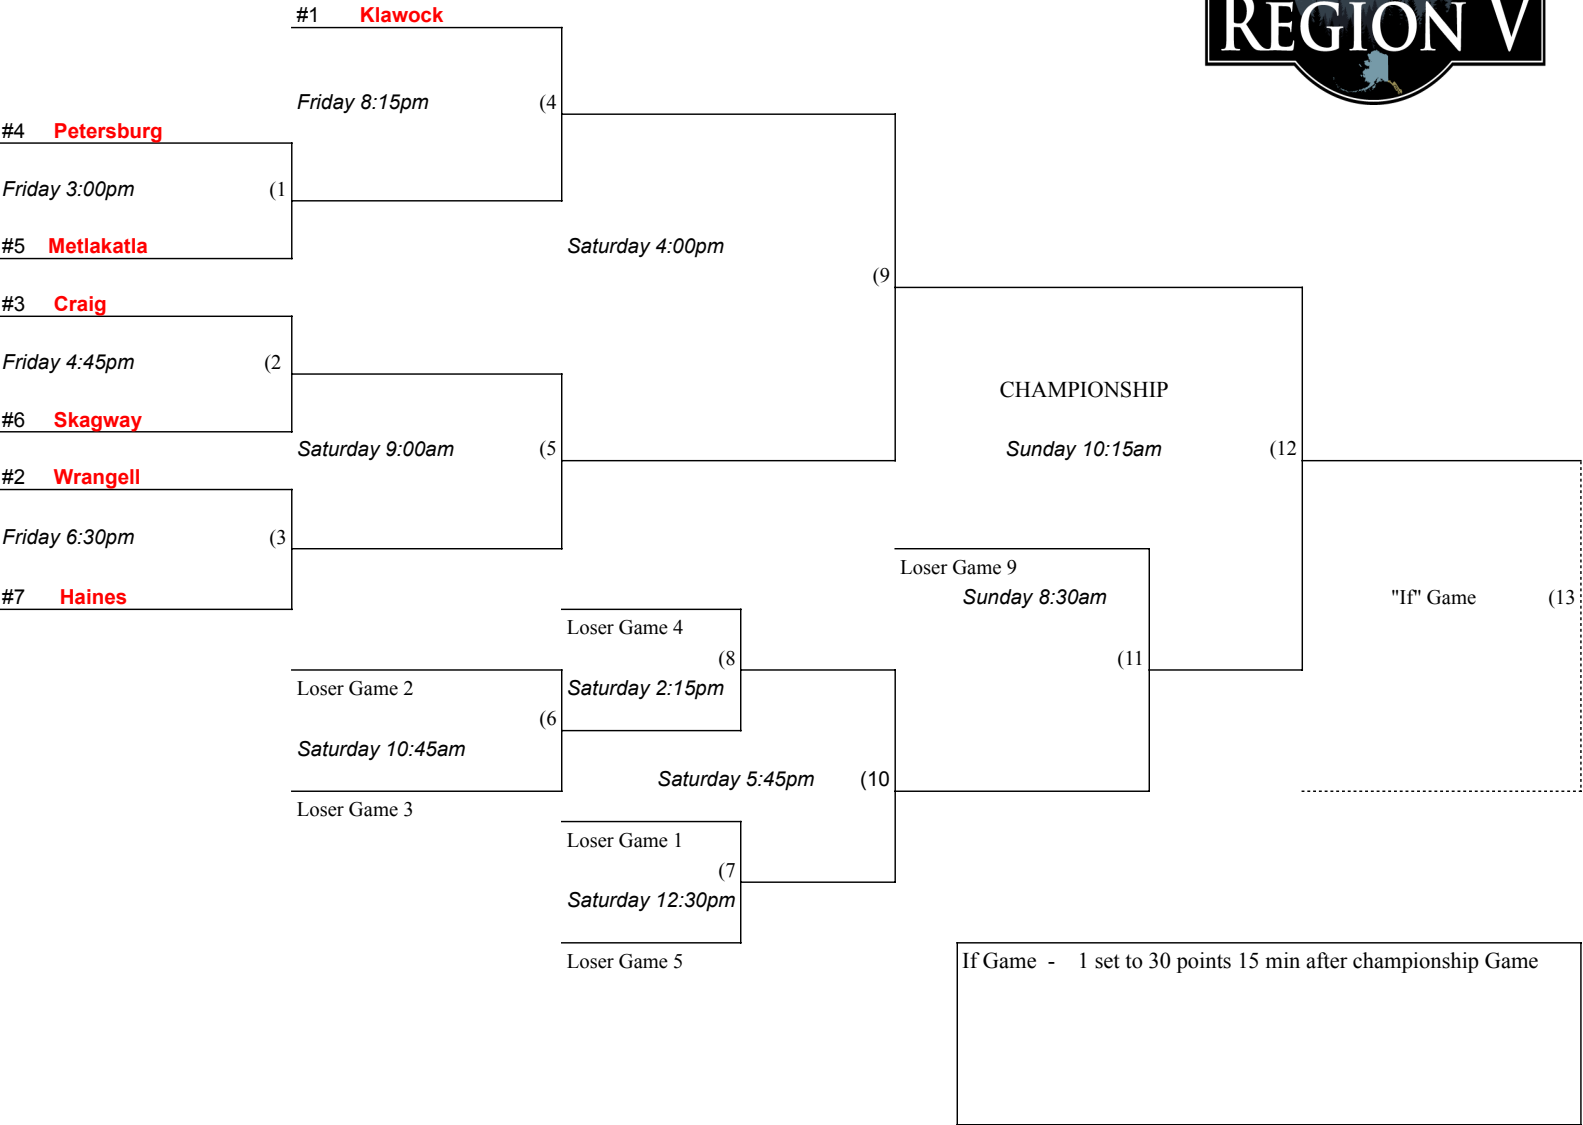 #1 Klawock
REGION V
Friday 8:15pm (4
#4 Petersburg
Friday 3:00pm (1
#5 Metlakatla
Saturday 4:00pm
(9
#3 Craig
Friday 4:45pm (2
CHAMPIONSHIP
#6 Skagway
Saturday 9:00am (5
Sunday 10:15am (12
#2 Wrangell
Friday 6:30pm (3
Loser Game 9
#7 Haines
Sunday 8:30am
"If" Game (13
Loser Game 4
(8
(11
Loser Game 2
Saturday 2:15pm
(6
Saturday 10:45am
Saturday 5:45pm (10
Loser Game 3
Loser Game 1
(7
Saturday 12:30pm
Loser Game 5
If Game - 1 set to 30 points 15 min after championship Game